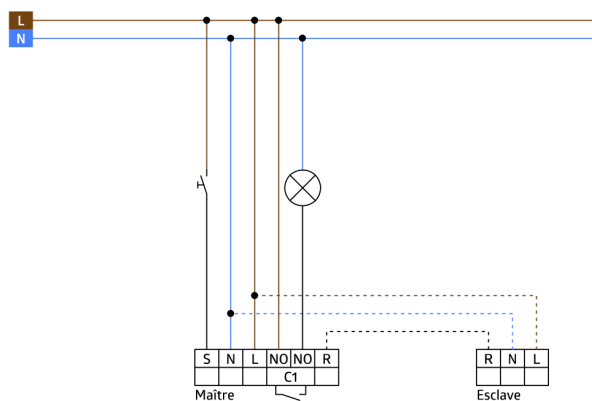 L
N
S N L NO NO R
C1
Maître
R N L
Esclave